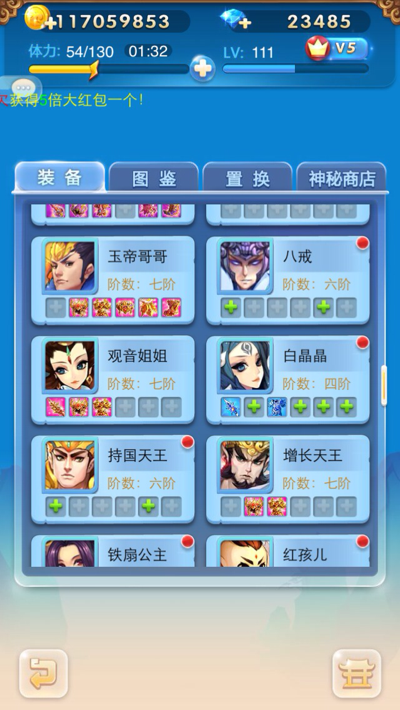 +117059853
23485
体力: 54/130 01:32
LV: 111
V5
获得5倍大红包一个!
装备
图鉴
置换
神秘商店
玉帝哥哥
阶数: 七阶
八戒
阶数: 六阶
观音姐姐
阶数: 七阶
白晶晶
阶数: 四阶
持国天王
阶数: 六阶
增长天王
阶数: 七阶
铁扇公主
红孩儿